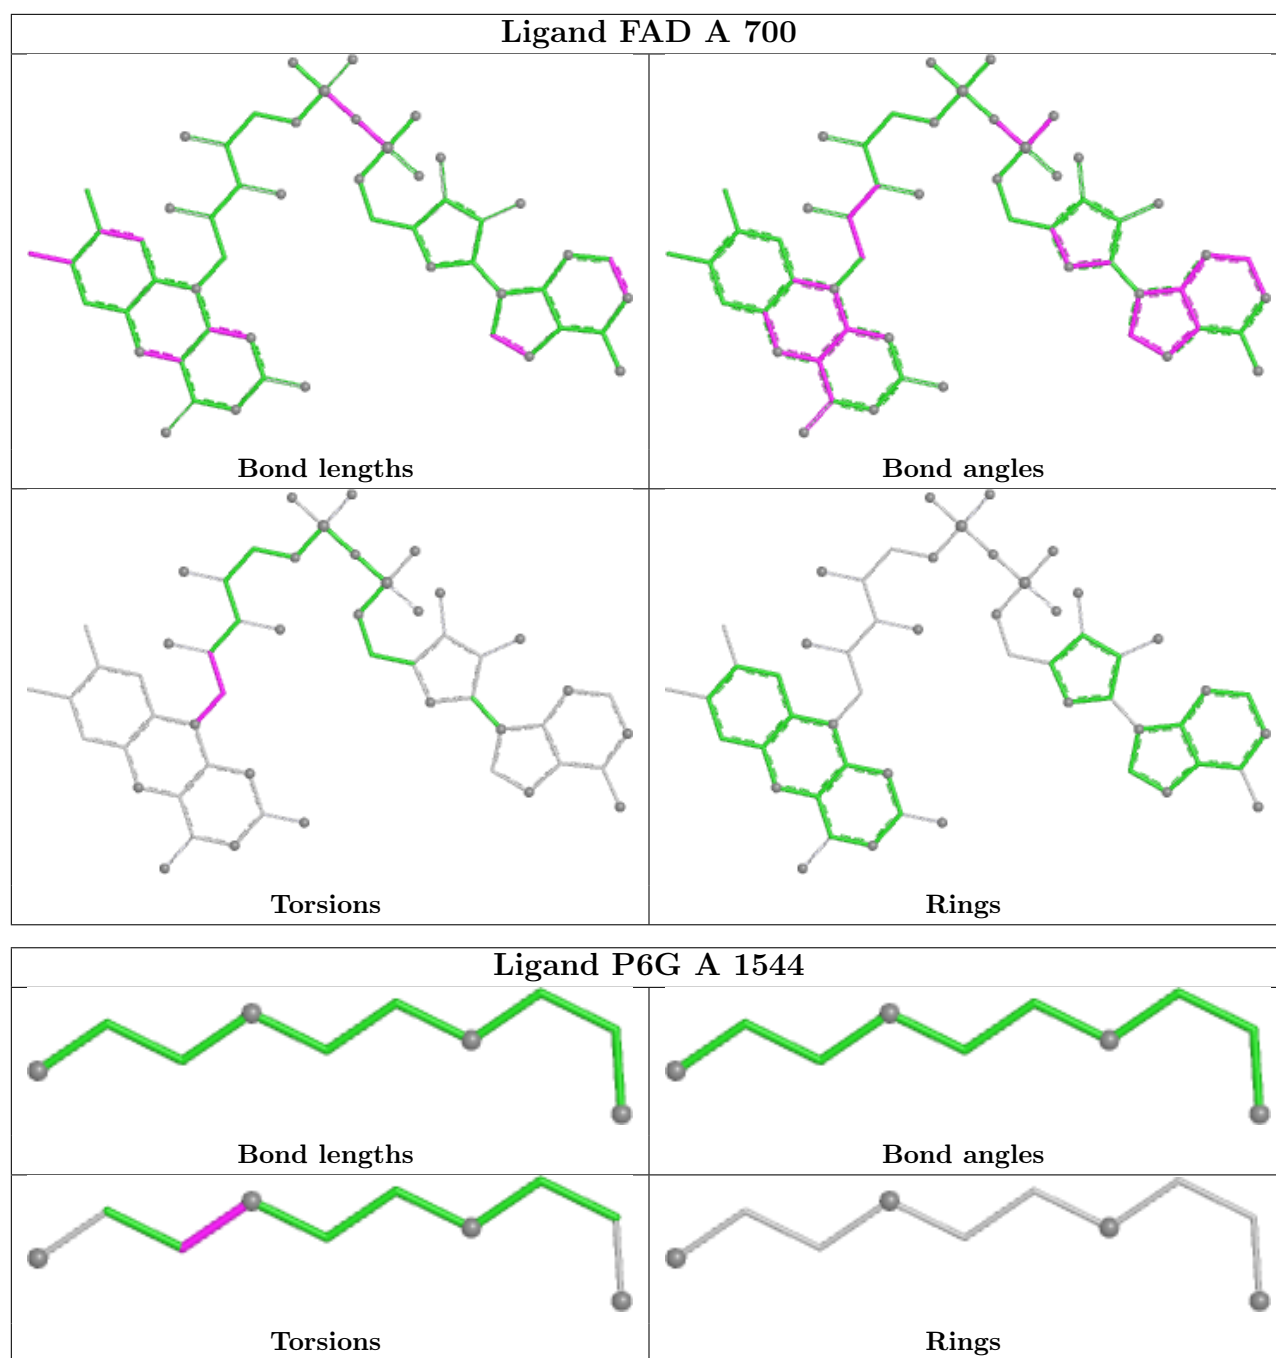 Ligand FAD A 700
Bond lengths
Bond angles
Torsions
Rings
Ligand P6G A 1544
Bond lengths
Bond angles
Torsions
Rings